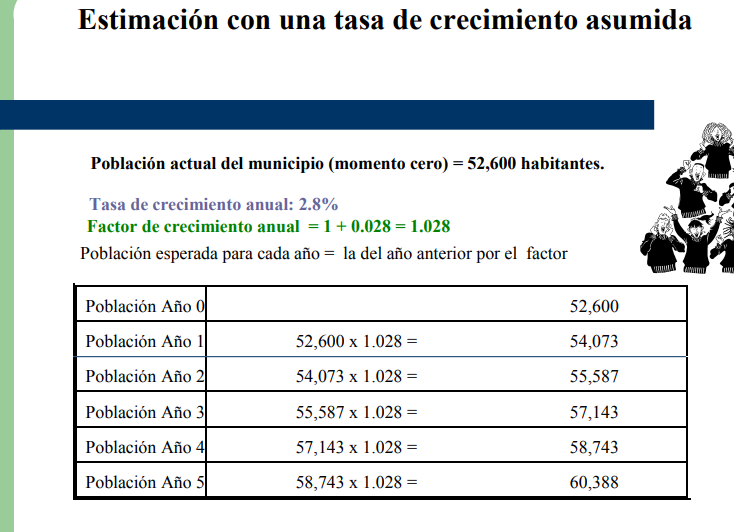 Estimación con una tasa de crecimiento asumida
Población actual del municipio (momento cero) = 52,600 habitantes.
Tasa de crecimiento anual: 2.8%
Factor de crecimiento anual = 1 + 0.028 = 1.028
Población esperada para cada año = la del año anterior por el factor
Población Año 0 52,600
Población Año 1 52,600 x 1.028 = 54,073
Población Año 2 54,073 x 1.028 = 55,587
Población Año 3 55,587 x 1.028 = 57,143
Población Año 4 57,143 x 1.028 = 58,743
Población Año 5 58,743 x 1.028 = 60,388